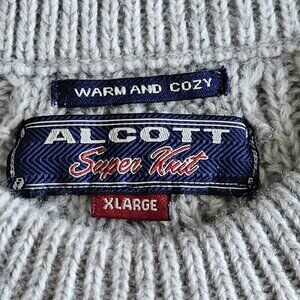 WARM AND COZY
ALCOTT
Super Knit
XLARGE